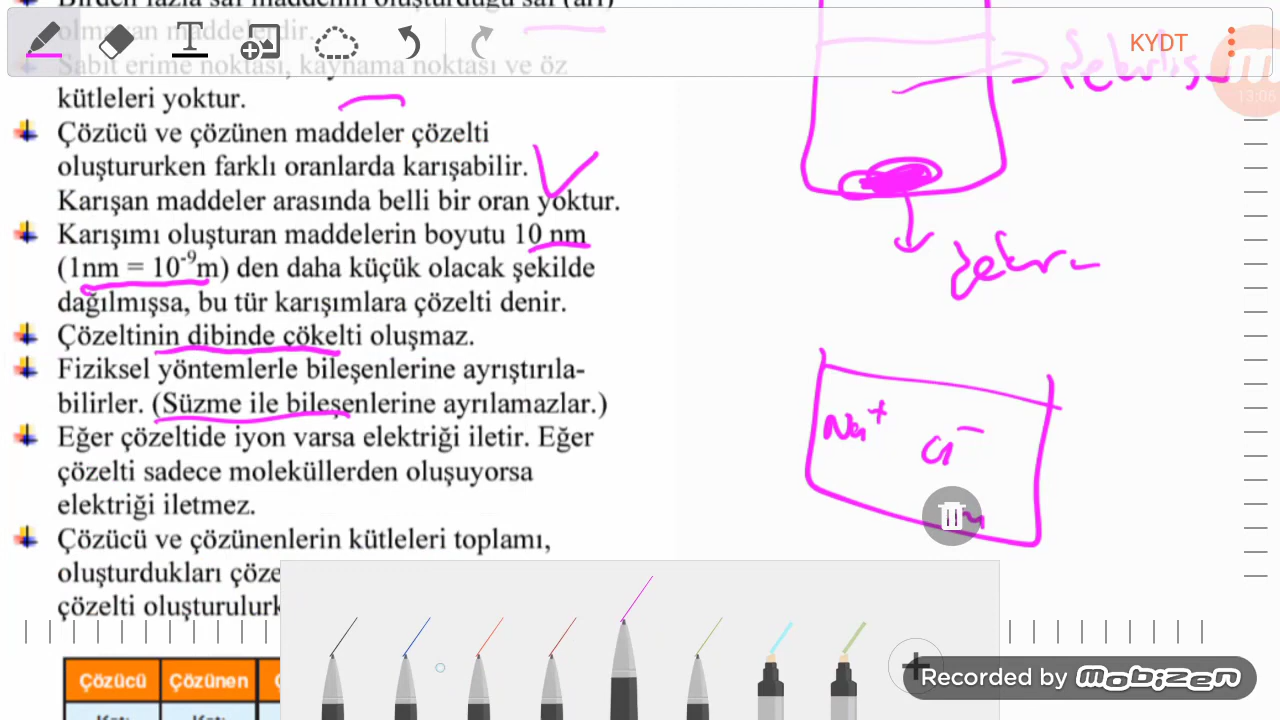 Birden fazla saf maddenin oluşturduğu saf (arı)
olmayan maddelerdir.
T
KYDT
Sabit erime noktası, kaynama noktası ve öz
13:06
kütleleri yoktur.
Çözücü ve çözünen maddeler çözelti
oluştururken farklı oranlarda karışabilir.
Karışan maddeler arasında belli bir oran yoktur.
Karışımı oluşturan maddelerin boyutu 10 nm
(1nm = 10⁻⁹m) den daha küçük olacak şekilde
dağılmışsa, bu tür karışımlara çözelti denir.
Çözeltinin dibinde çökelti oluşmaz.
Fiziksel yöntemlerle bileşenlerine ayrıştırıla-
bilirler. (Süzme ile bileşenlerine ayrılamazlar.)
Na⁺ Cl⁻
Eğer çözeltide iyon varsa elektriği iletir. Eğer
çözelti sadece moleküllerden oluşuyorsa
elektriği iletmez.
Çözücü ve çözünenlerin kütleleri toplamı,
oluşturdukları
Recorded by mobizen
Çözücü Çözünen